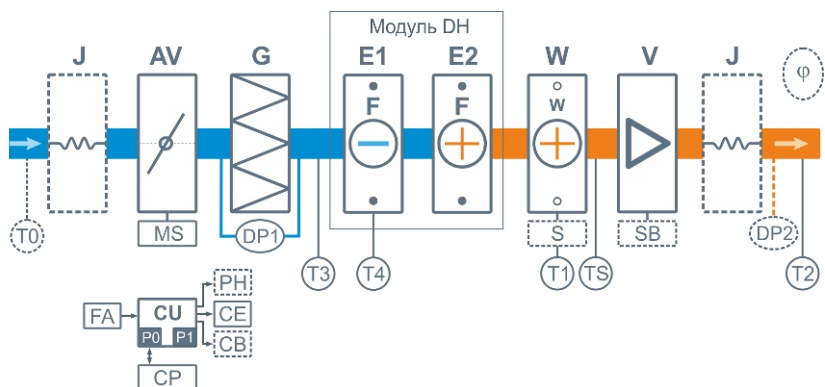 Модуль DH
J AV G E1 E2 W V J φ
F F w
T0 MS DP1 S SB DP2
T3 T4 T1 TS T2
PH
FA CU CE
P0 P1 CB
CP